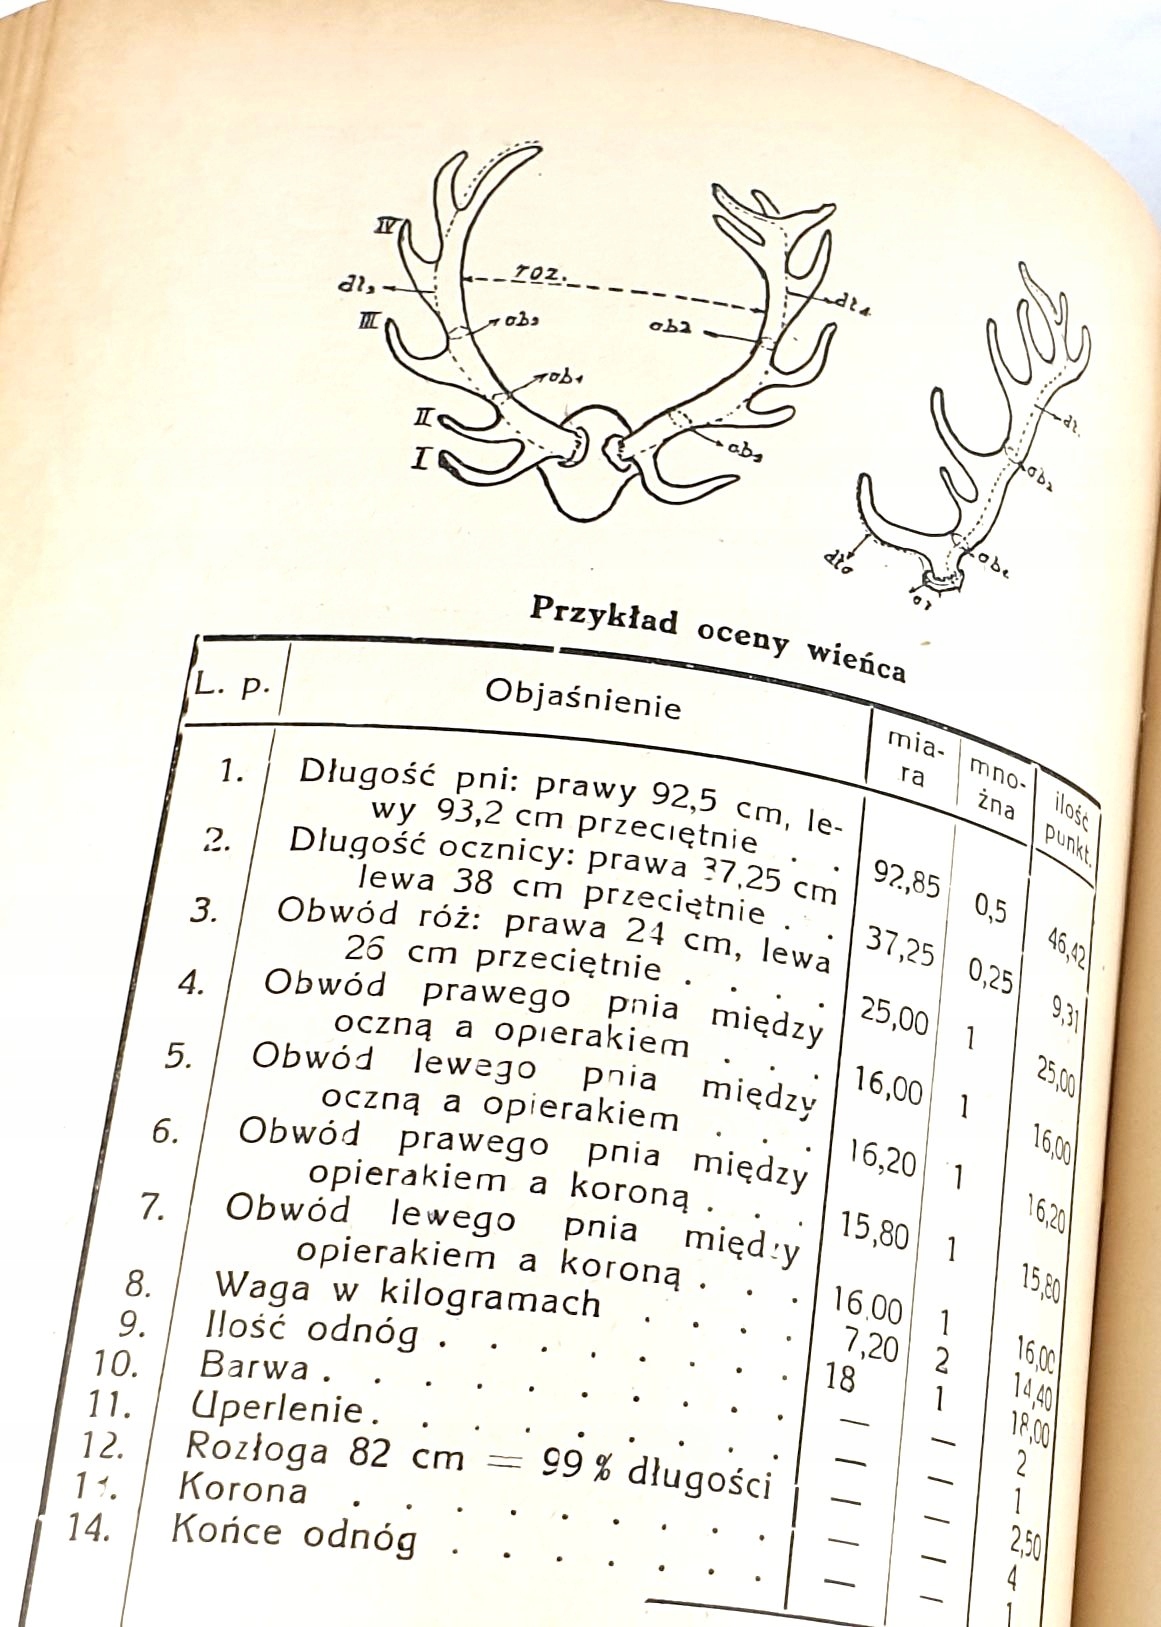 IV
roz.
dł₃
dł₄
III
ob₃
ob2
ob₁
II
I
ob₃
dł.
ob₂
dło
obc
oz
Przykład oceny wieńca
L. p. Objaśnienie mia-ra mno-żna ilość punkt.
1. Długość pni: prawy 92,5 cm, le-
wy 93,2 cm przeciętnie . . 92,85 0,5 46,42
2. Długość ocznicy: prawa 37,25 cm
lewa 38 cm przeciętnie . . 37,25 0,25 9,31
3. Obwód róż: prawa 24 cm, lewa
26 cm przeciętnie . . . . 25,00 1 25,00
4. Obwód prawego pnia między
oczną a opierakiem . . . 16,00 1 16,00
5. Obwód lewego pnia między
oczną a opierakiem . . . 16,20 1 16,20
6. Obwód prawego pnia między
opierakiem a koroną . . . 15,80 1 15,80
7. Obwód lewego pnia między
opierakiem a koroną . . . 16,00 1 16,00
8. Waga w kilogramach . . . . 7,20 2 14,40
9. Ilość odnóg . . . . . . . . 18 1 18,00
10. Barwa . . . . . . . . . . — — 2
11. Uperlenie . . . . . . . . . — — 1
12. Rozłoga 82 cm = 99 % długości — — 2,50
13. Korona . . . . . . . . . — — 4
14. Końce odnóg . . . . . . . — — 1